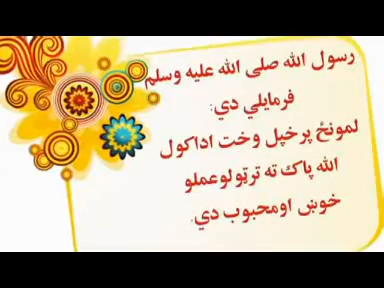 رسول الله صلی الله علیه وسلم
فرمایلي دي:
لمونځ پرخپل وخت اداکول
الله پاک ته ترټولوعملو
خوښ اومحبوب دي.